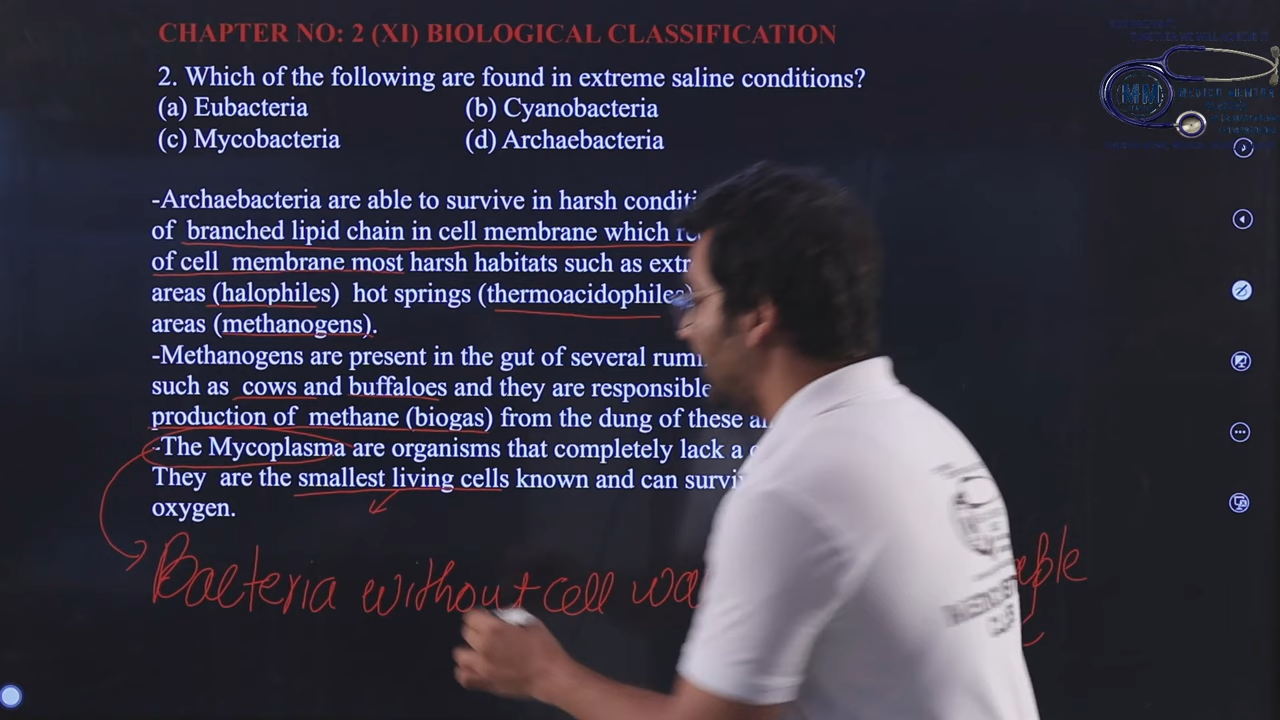 CHAPTER NO: 2 (XI) BIOLOGICAL CLASSIFICATION
2. Which of the following are found in extreme saline conditions?
(a) Eubacteria (b) Cyanobacteria
(c) Mycobacteria (d) Archaebacteria
-Archaebacteria are able to survive in harsh
of branched lipid chain in cell membrane which
of cell membrane most harsh habitats such as
areas (halophiles) hot springs (thermoacidophiles)
areas (methanogens).
-Methanogens are present in the gut of several
such as cows and buffaloes and they are responsible
production of methane (biogas) from the dung of these
-The Mycoplasma are organisms that completely lack a
They are the smallest living cells known and can
oxygen.
Bacteria without cell